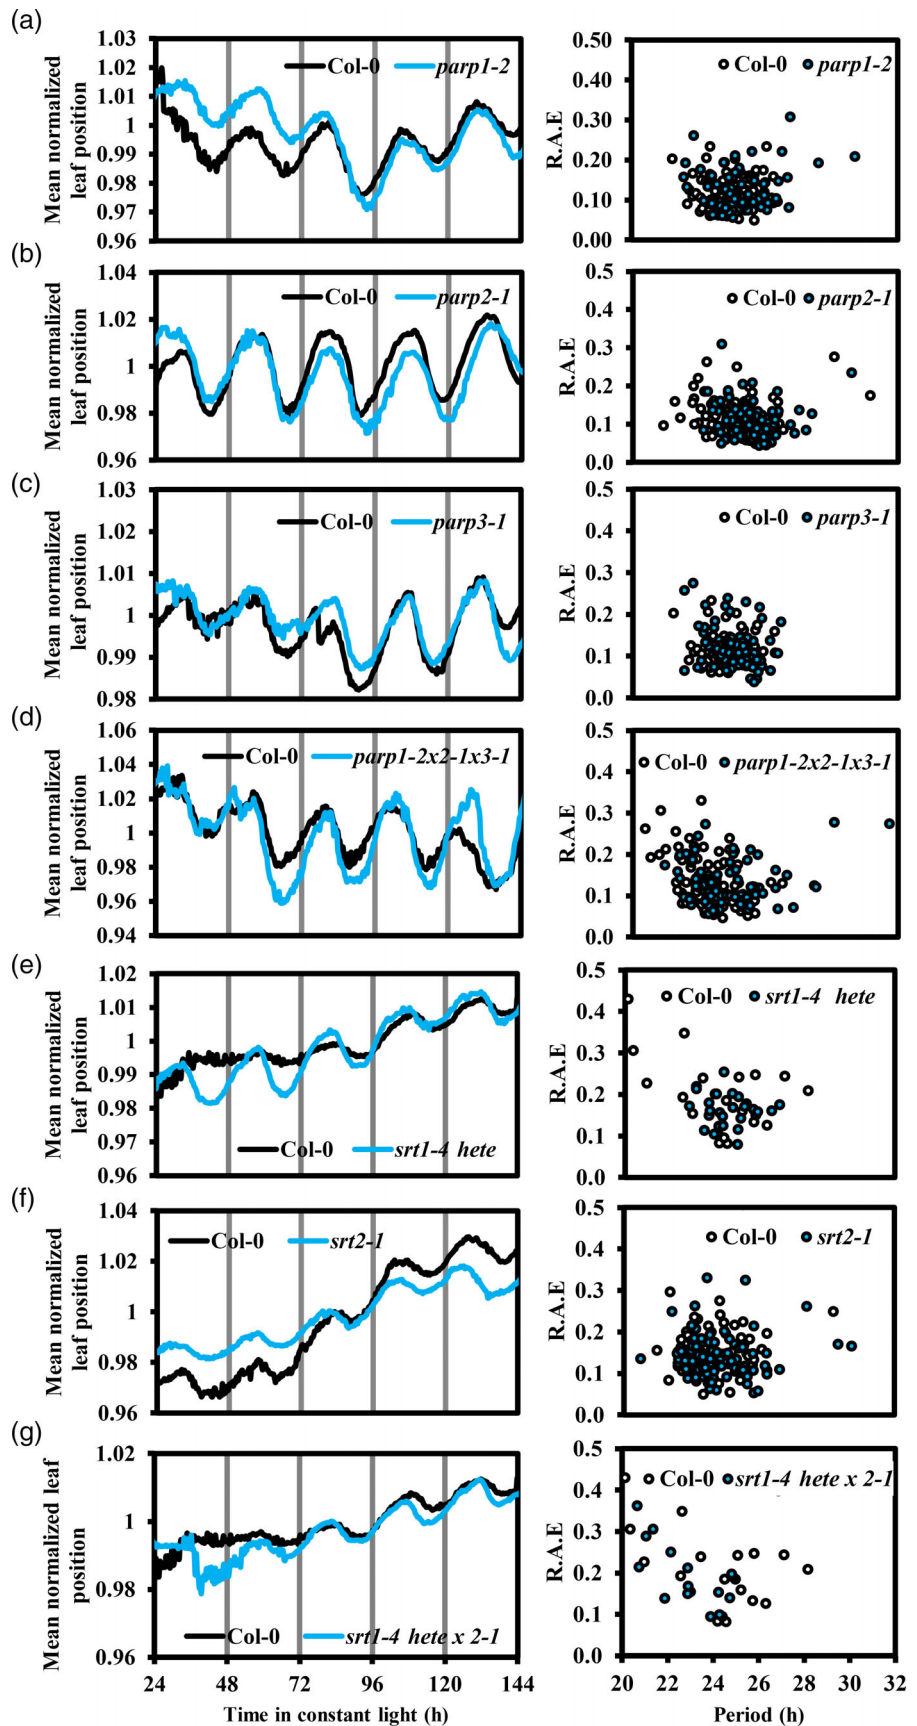 (a)
Mean normalized
leaf position
1.03
1.02
1.01
1
0.99
0.98
0.97
0.96
Col-0 parp1-2
R.A.E
0.50
0.40
0.30
0.20
0.10
0.00
Col-0 parp1-2
(b)
Mean normalized
leaf position
1.04
1.02
1
0.98
0.96
Col-0 parp2-1
R.A.E
0.5
0.4
0.3
0.2
0.1
0.0
Col-0 parp2-1
(c)
Mean normalized
leaf position
1.03
1.01
1
0.99
0.98
Col-0 parp3-1
R.A.E
0.5
0.3
0.2
0.1
0.0
Col-0 parp3-1
(d)
Mean normalized
leaf position
1.06
1.04
1.02
1
0.98
0.96
0.94
Col-0 parp1-2x2-1x3-1
R.A.E
0.5
0.4
0.3
0.2
0.1
0.0
Col-0 parp1-2x2-1x3-1
(e)
Mean normalized
leaf position
1.02
1.01
1
0.99
0.98
0.97
0.96
Col-0 srt1-4 hete
R.A.E
0.5
0.4
0.3
0.2
0.1
0.0
Col-0 srt1-4 hete
(f)
Mean normalized
leaf position
1.04
1.02
1
0.98
0.96
Col-0 srt2-1
R.A.E
0.5
0.4
0.3
0.2
0.1
0.0
Col-0 srt2-1
(g)
Mean normalized leaf
position
1.02
1
0.98
0.96
Col-0 srt1-4 hete x 2-1
24 48 72 96 120 144
Time in constant light (h)
R.A.E
0.5
0.4
0.3
0.2
0.1
0.0
Col-0 srt1-4 hete x 2-1
20 22 24 26 28 30 32
Period (h)